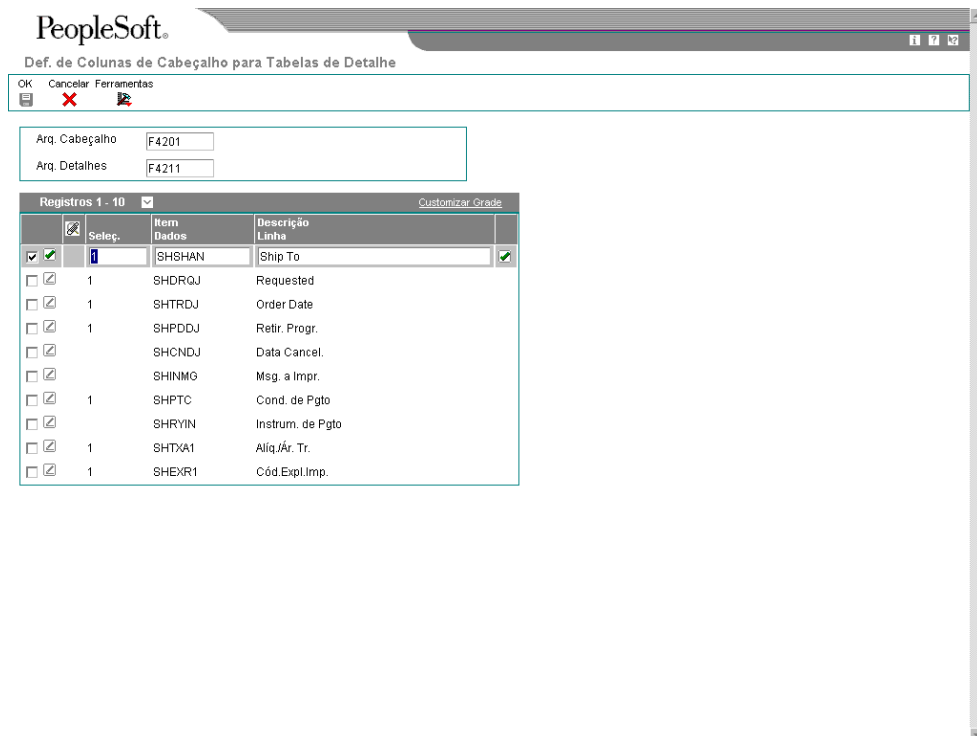 PeopleSoft®
Def. de Colunas de Cabeçalho para Tabelas de Detalhe
OK Cancelar Ferramentas
Arq. Cabeçalho F4201
Arq. Detalhes F4211
Registros 1 - 10 Customizar Grade
Seleç. Item Dados Descrição Linha
1 SHSHAN Ship To
1 SHDRQJ Requested
1 SHTRDJ Order Date
1 SHPDDJ Retir. Progr.
SHCNDJ Data Cancel.
SHINMG Msg. a Impr.
1 SHPTC Cond. de Pgto
SHRYIN Instrum. de Pgto
1 SHTXA1 Alíq./Ár. Tr.
1 SHEXR1 Cód.Expl.Imp.